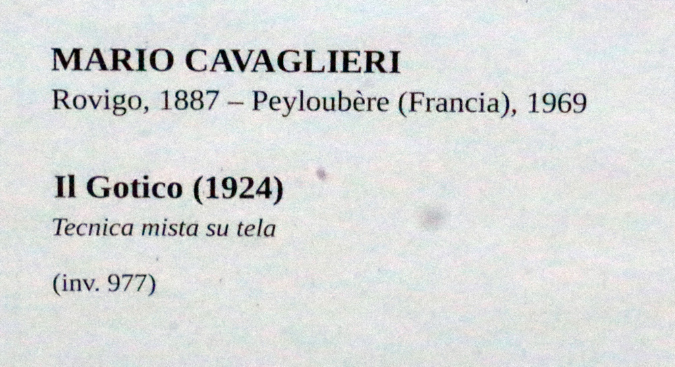 MARIO CAVAGLIERI
Rovigo, 1887 – Peyloubère (Francia), 1969
Il Gotico (1924)
Tecnica mista su tela
(inv. 977)